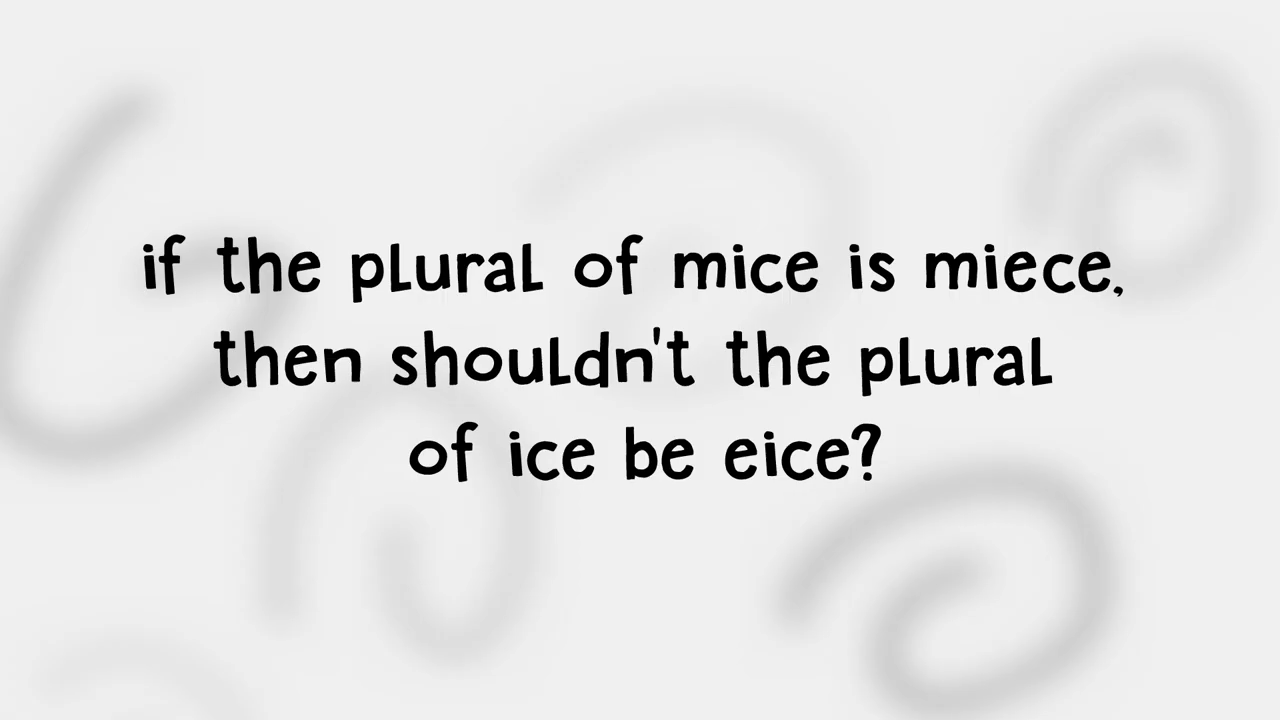 if the plural of mice is miece,
then shouldn't the plural
of ice be eice?